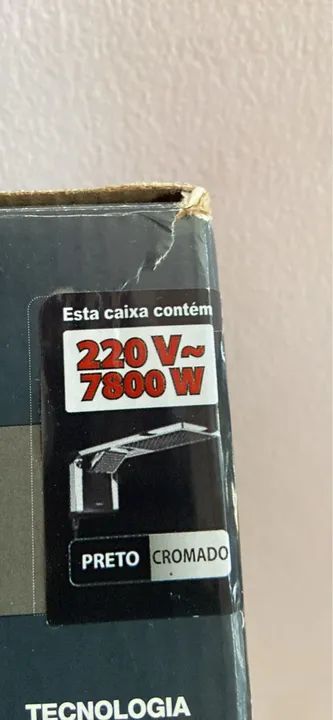 Esta caixa contém
220 V~
7800 W
PRETO CROMADO
TECNOLOGIA